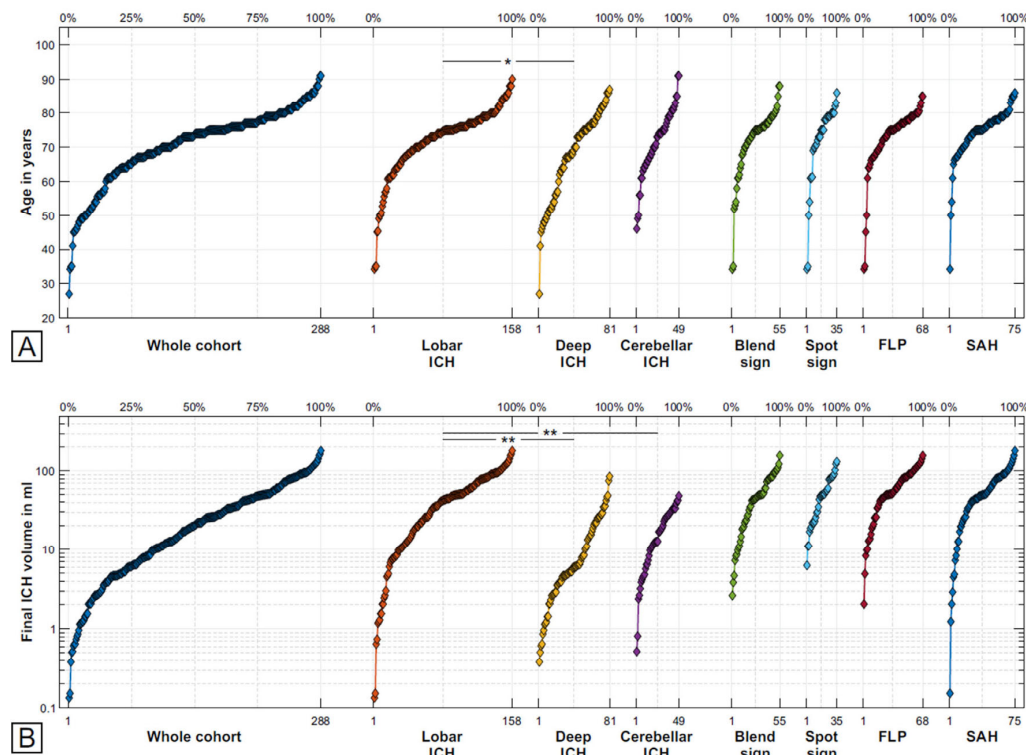 0% 25% 50% 75% 100% 0% 100% 0% 100% 0% 100% 0% 100% 0% 100% 0% 100% 0% 100%
100
90
80
70
60
50
40
30
20
Age in years
*
1 288 1 158 1 81 1 49 1 55 1 35 1 68 1 75
A
Whole cohort Lobar Deep Cerebellar Blend Spot FLP SAH
ICH ICH ICH sign sign
0% 25% 50% 75% 100% 0% 100% 0% 100% 0% 100% 0% 100% 0% 100% 0% 100% 0% 100%
**
**
100
10
1
0.1
Final ICH volume in ml
1 288 1 158 1 81 1 49 1 55 1 35 1 68 1 75
B
Whole cohort Lobar Deep Cerebellar Blend Spot FLP SAH
ICH ICH ICH sign sign